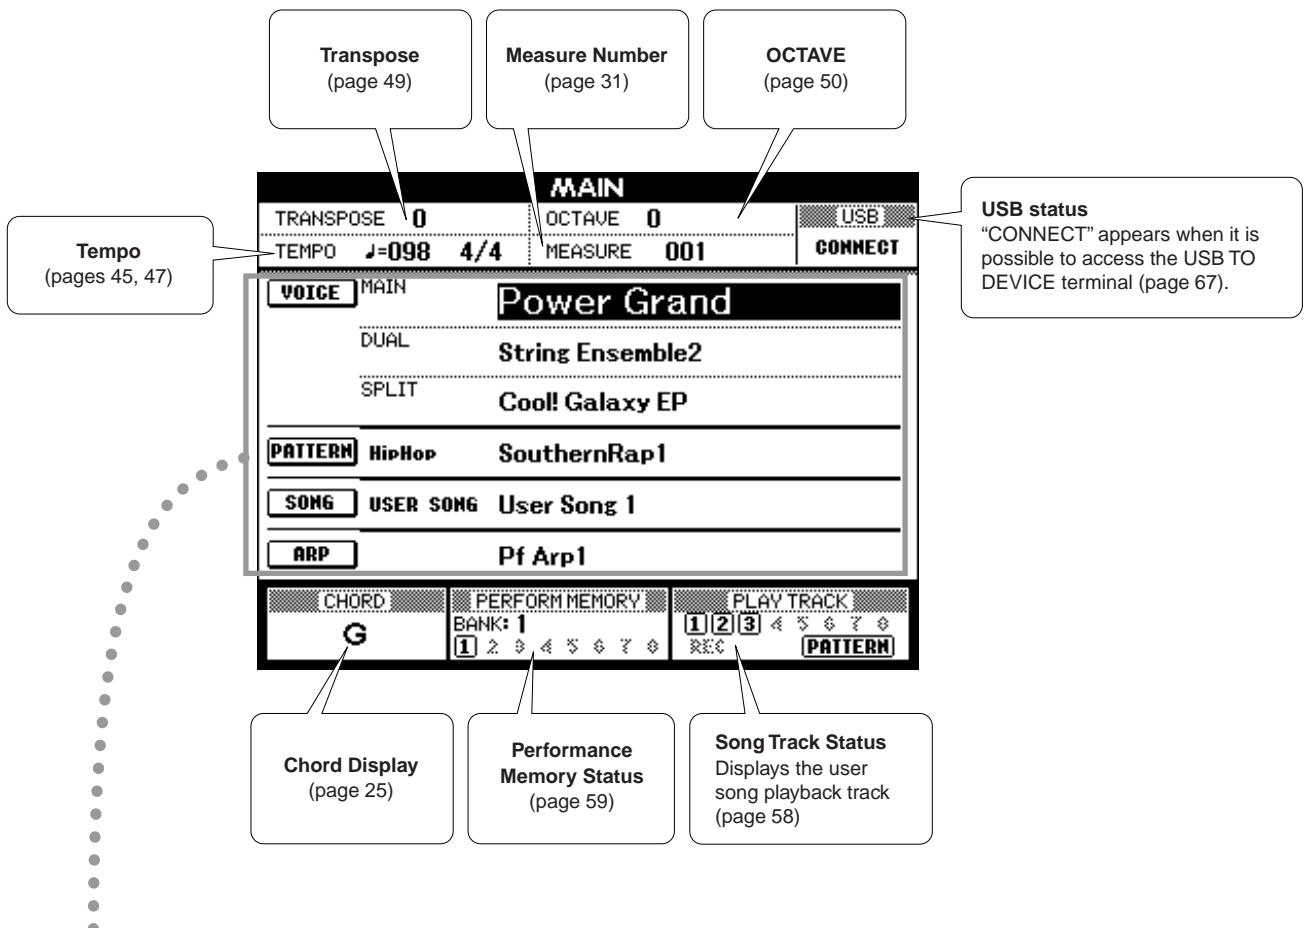 Transpose
(page 49)
Measure Number
(page 31)
OCTAVE
(page 50)
MAIN
TRANSPOSE 0
OCTAVE 0
USB
TEMPO ♩=098 4/4
MEASURE 001
CONNECT
Tempo
(pages 45, 47)
USB status
“CONNECT” appears when it is
possible to access the USB TO
DEVICE terminal (page 67).
VOICE MAIN Power Grand
DUAL String Ensemble2
SPLIT Cool! Galaxy EP
PATTERN HipHop SouthernRap1
SONG USER SONG User Song 1
ARP Pf Arp1
CHORD
G
PERFORM MEMORY
BANK: 1
1 2 3 4 5 6 7 8
PLAY TRACK
1 2 3 4 5 6 7 8
REC PATTERN
Chord Display
(page 25)
Performance
Memory Status
(page 59)
Song Track Status
Displays the user
song playback track
(page 58)